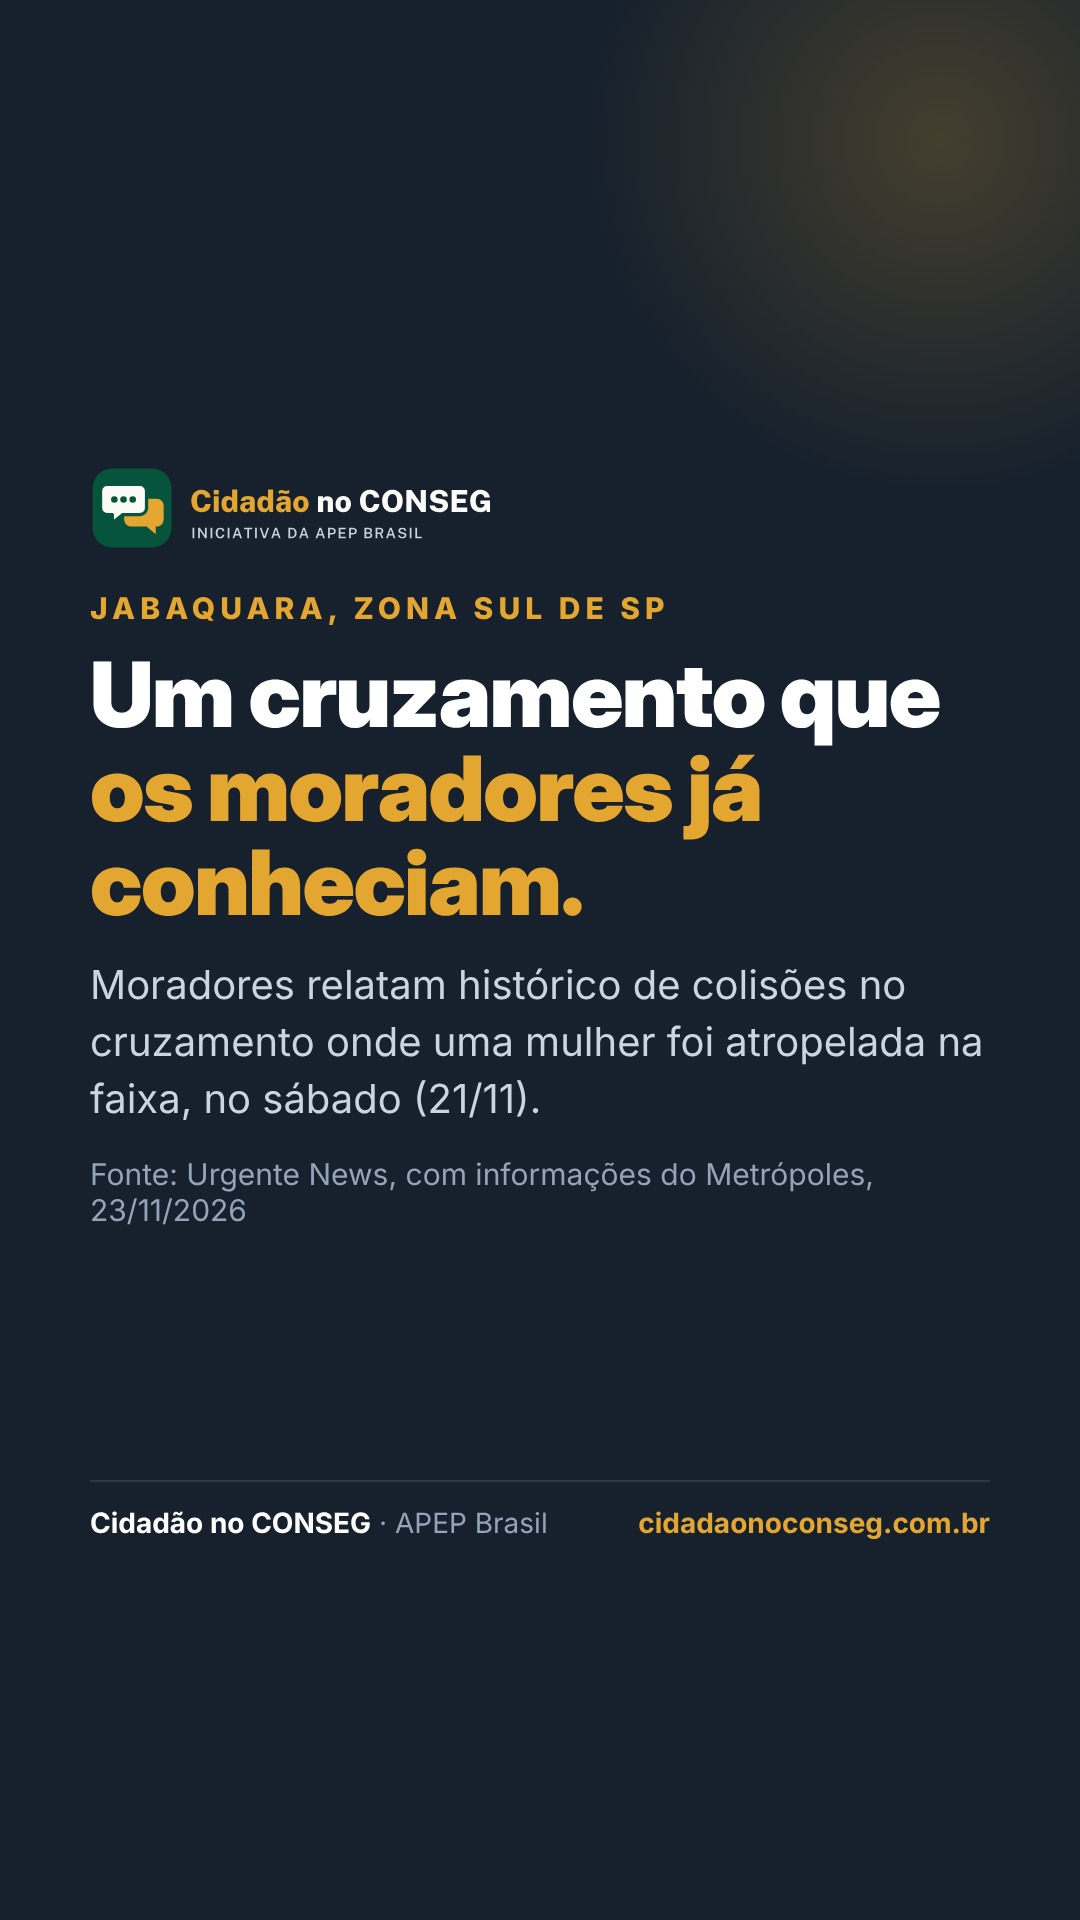 Cidadão no CONSEG
INICIATIVA DA APEP BRASIL
JABAQUARA, ZONA SUL DE SP
Um cruzamento que
os moradores já
conheciam.
Moradores relatam histórico de colisões no
cruzamento onde uma mulher foi atropelada na
faixa, no sábado (21/11).
Fonte: Urgente News, com informações do Metrópoles,
23/11/2026
Cidadão no CONSEG · APEP Brasil
cidadaonoconseg.com.br